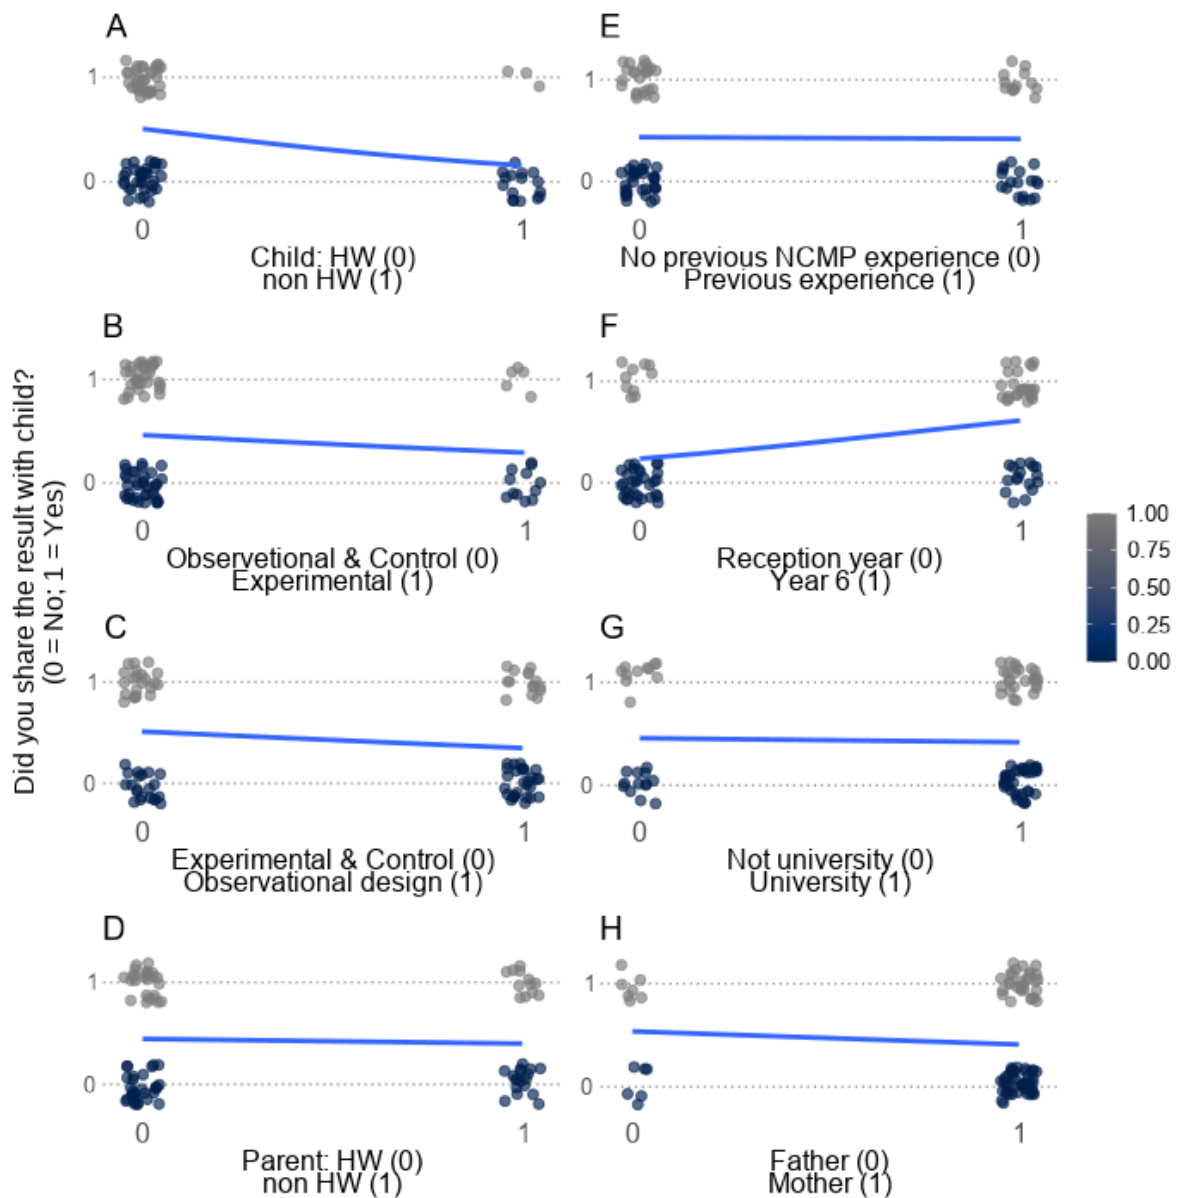 A
1
0
0 1
Child: HW (0)
non HW (1)
E
1
0
0 1
No previous NCMP experience (0)
Previous experience (1)
B
1
0
0 1
Observetional & Control (0)
Experimental (1)
F
1
0
0 1
Reception year (0)
Year 6 (1)
C
1
0
0 1
Experimental & Control (0)
Observational design (1)
G
1
0
0 1
Not university (0)
University (1)
D
1
0
0 1
Parent: HW (0)
non HW (1)
H
1
0
0 1
Father (0)
Mother (1)
Did you share the result with child?
(0 = No; 1 = Yes)
1.00
0.75
0.50
0.25
0.00